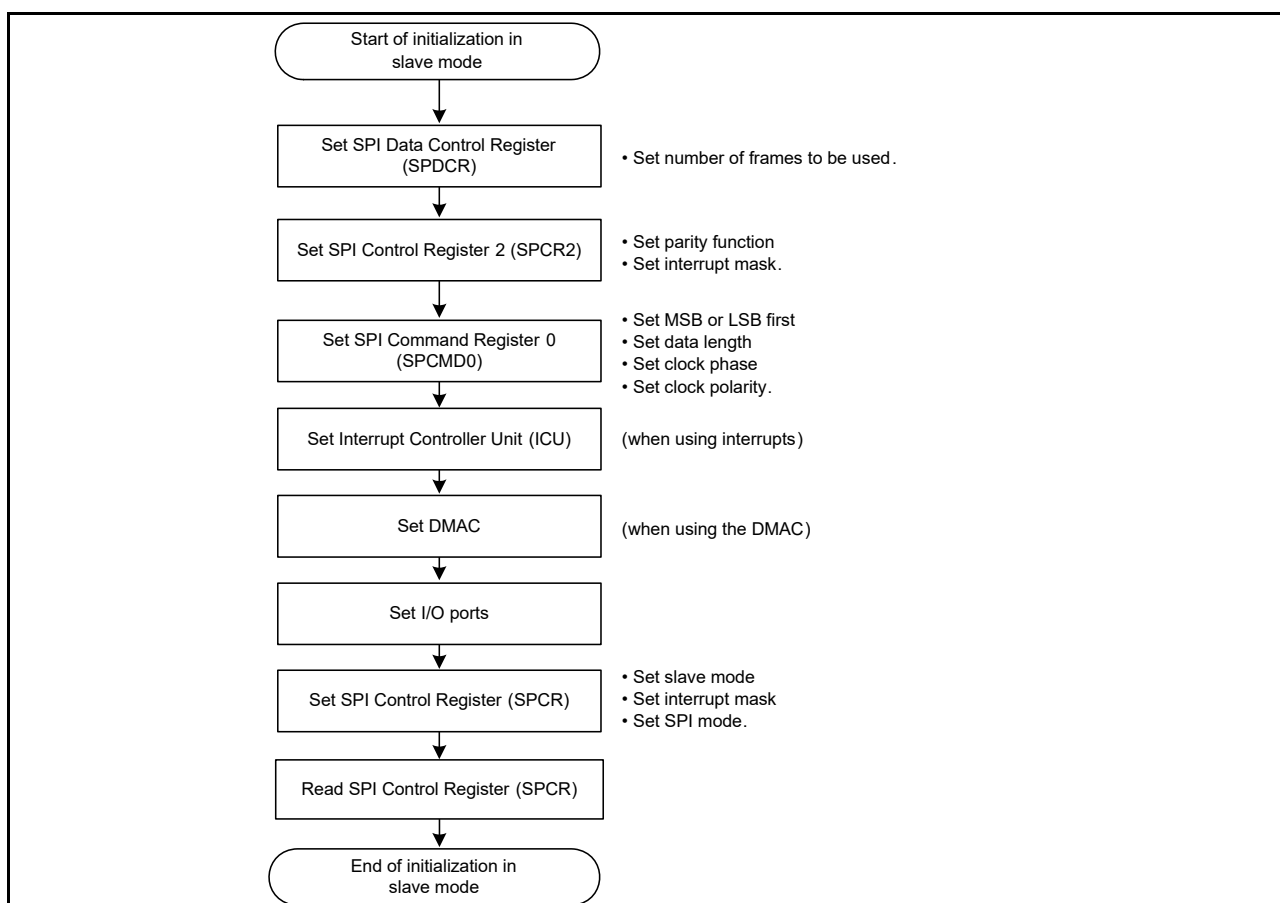 Start of initialization in
slave mode
Set SPI Data Control Register
(SPDCR)
• Set number of frames to be used.
Set SPI Control Register 2 (SPCR2)
• Set parity function
• Set interrupt mask.
Set SPI Command Register 0
(SPCMD0)
• Set MSB or LSB first
• Set data length
• Set clock phase
• Set clock polarity.
Set Interrupt Controller Unit (ICU)
(when using interrupts)
Set DMAC
(when using the DMAC)
Set I/O ports
Set SPI Control Register (SPCR)
• Set slave mode
• Set interrupt mask
• Set SPI mode.
Read SPI Control Register (SPCR)
End of initialization in
slave mode